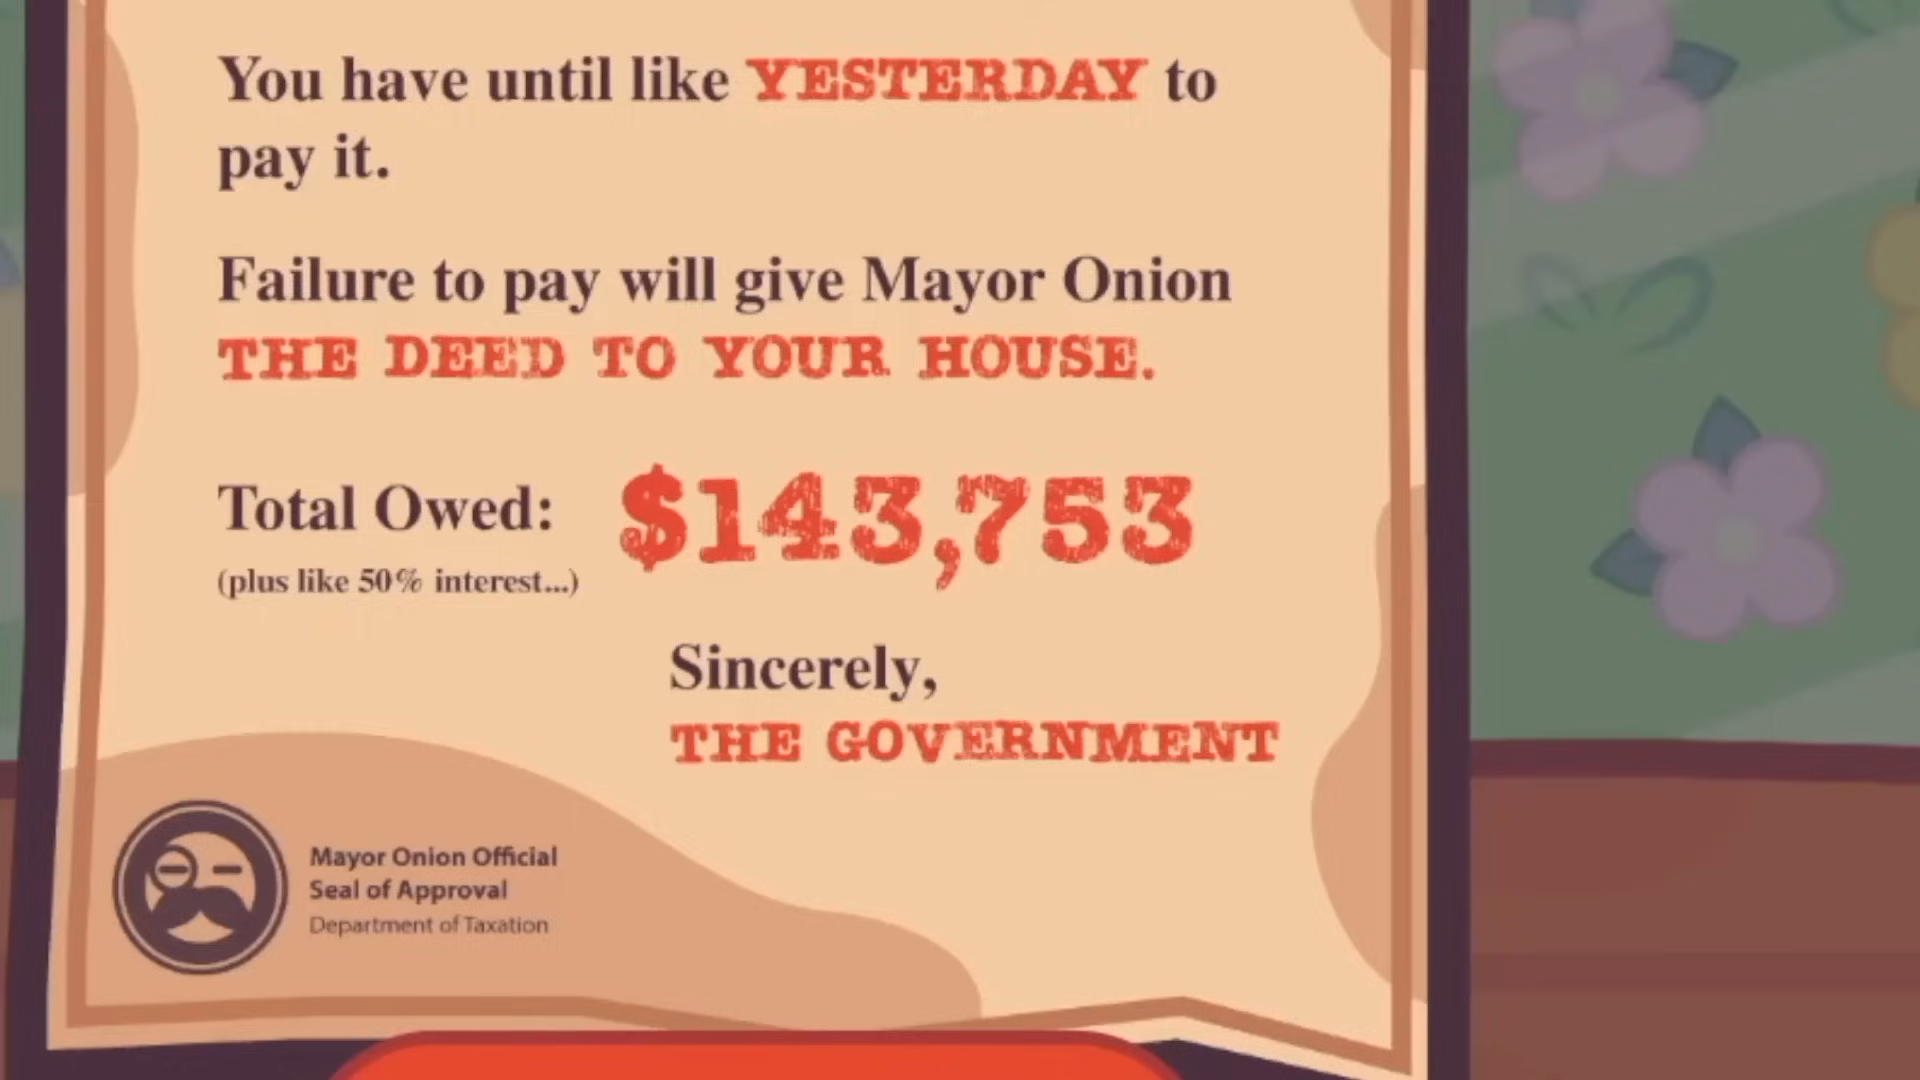 You have until like YESTERDAY to
pay it.
Failure to pay will give Mayor Onion
THE DEED TO YOUR HOUSE.
Total Owed: $143,753
(plus like 50% interest...)
Sincerely,
THE GOVERNMENT
Mayor Onion Official
Seal of Approval
Department of Taxation